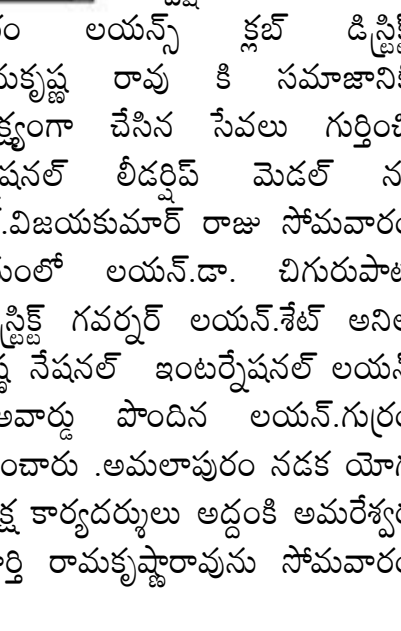 రం లయన్స్ క్లబ్ డిస్ట్రిక్ట్
మకృష్ణ రావు కి సమాజానికి
క్ష్యంగా చేసిన సేవలు గుర్తించి
షనల్ లీడర్షిప్ మెడల్ న
.విజయకుమార్ రాజు సోమవారం
ంలో లయన్.డా. చిగురుపాట
స్ట్రిక్ట్ గవర్నర్ లయన్.శేట్ అనిల
ష్ణ నేషనల్ ఇంటర్నేషనల్ లయన్
అవార్డు పొందిన లయన్.గుర్రం
ంచారు .అమలాపురం నడక యోగ
క్ష కార్యదర్శులు అద్దంకి అమరేశ్వర
ర్తి రామకృష్ణారావును సోమవారం